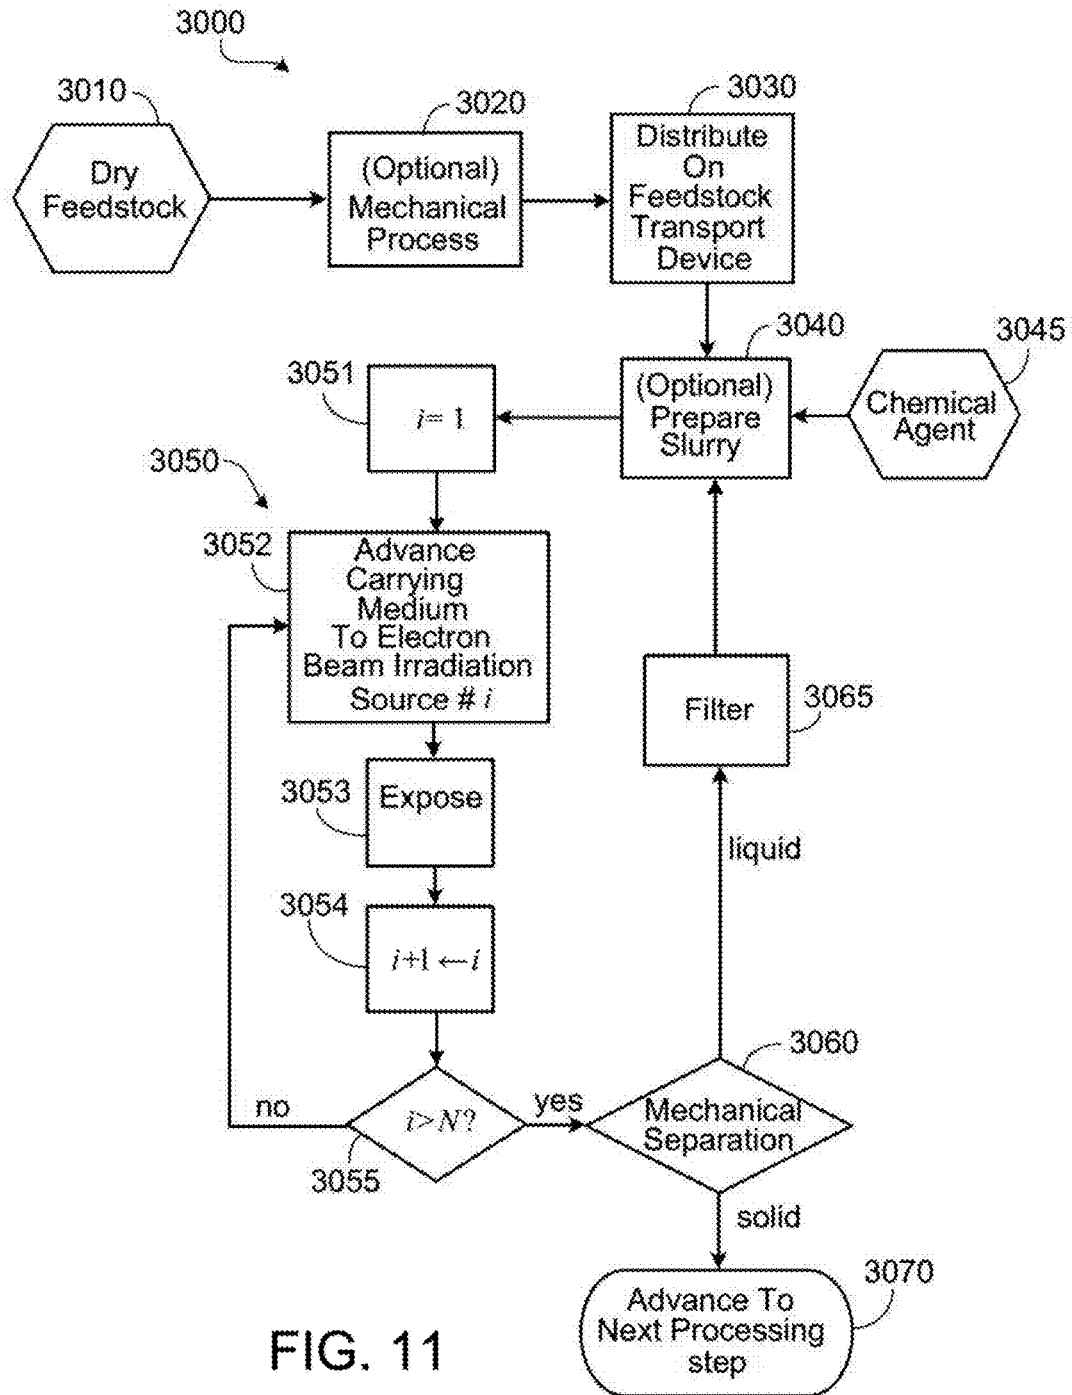 3000
3010
Dry
Feedstock
3020
(Optional)
Mechanical
Process
3030
Distribute
On
Feedstock
Transport
Device
3040
(Optional)
Prepare
Slurry
3045
Chemical
Agent
3051
i= 1
3050
3052
Advance
Carrying
Medium
To Electron
Beam Irradiation
Source # i
3053
Expose
3054
i+1 ← i
3055
i>N?
no
yes
3060
Mechanical
Separation
liquid
3065
Filter
solid
3070
Advance To
Next Processing
step
FIG. 11